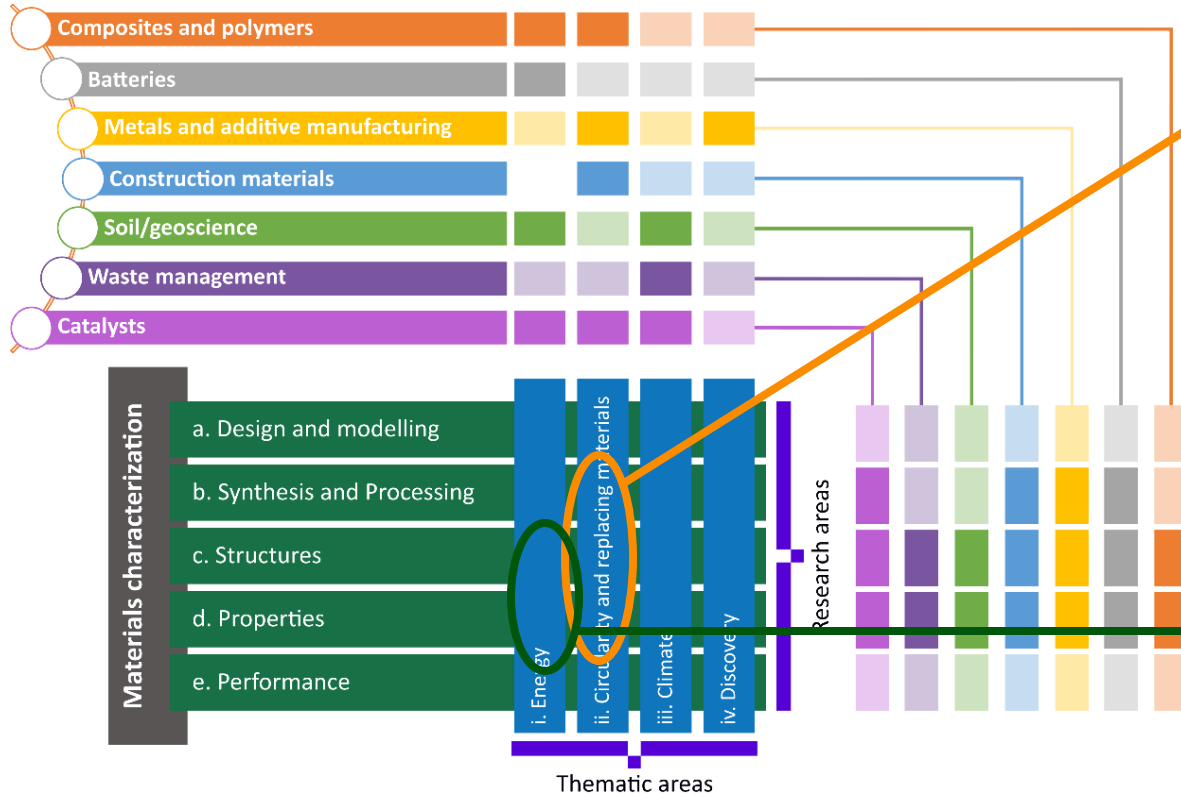 Composites and polymers
Batteries
Metals and additive manufacturing
Construction materials
Soil/geoscience
Waste management
Catalysts
Materials characterization
a. Design and modelling
b. Synthesis and Processing
c. Structures
d. Properties
e. Performance
i. Energy
ii. Circularity and replacing materials
iii. Climate
iv. Discovery
Research areas
Thematic areas